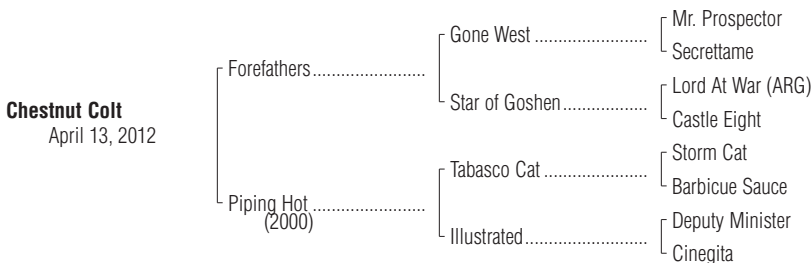 Chestnut Colt
April 13, 2012
Forefathers
Piping Hot
(2000)
Gone West
Star of Goshen
Tabasco Cat
Illustrated
Mr. Prospector
Secrettame
Lord At War (ARG)
Castle Eight
Storm Cat
Barbicue Sauce
Deputy Minister
Cinegita